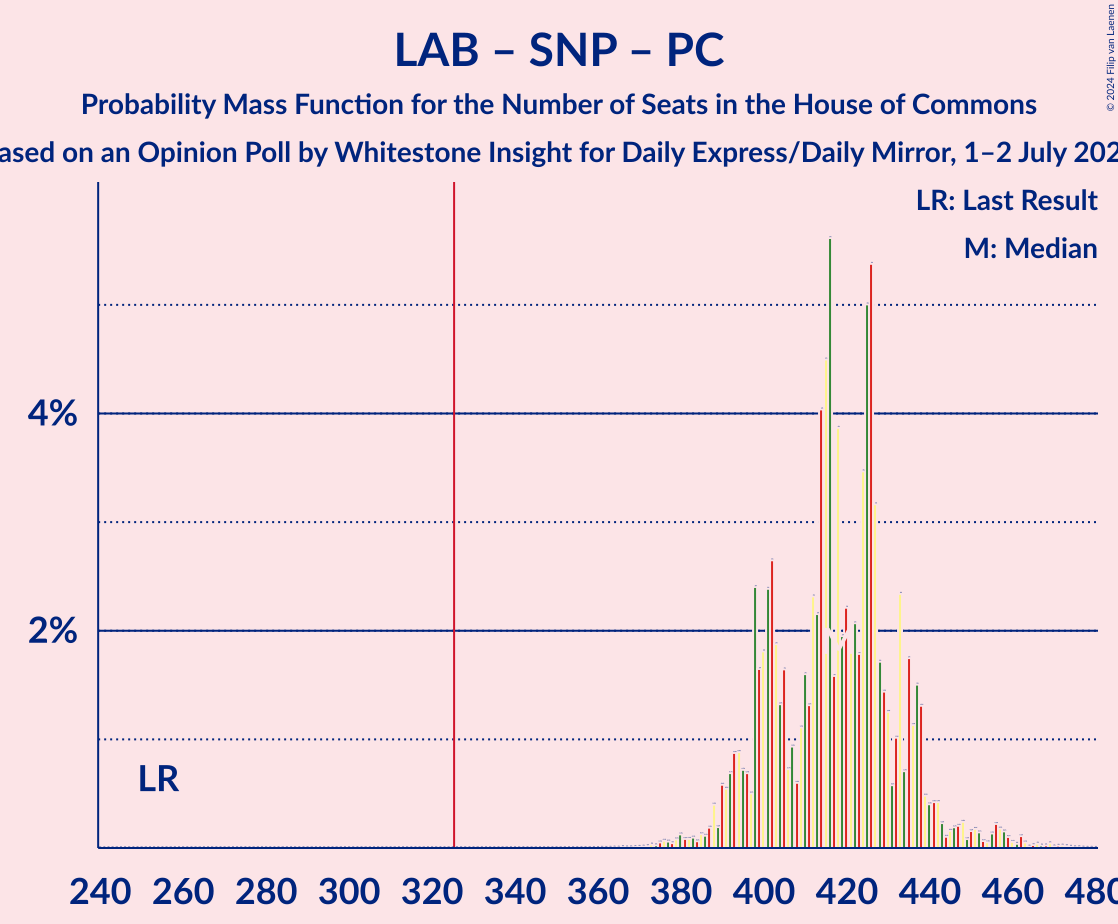 LAB – SNP – PC
Probability Mass Function for the Number of Seats in the House of Commons
ased on an Opinion Poll by Whitestone Insight for Daily Express/Daily Mirror, 1–2 July 202
© 2024 Filip van Laenen
LR: Last Result
M: Median
4%
2%
LR
240 260 280 300 320 340 360 380 400 420 440 460 480